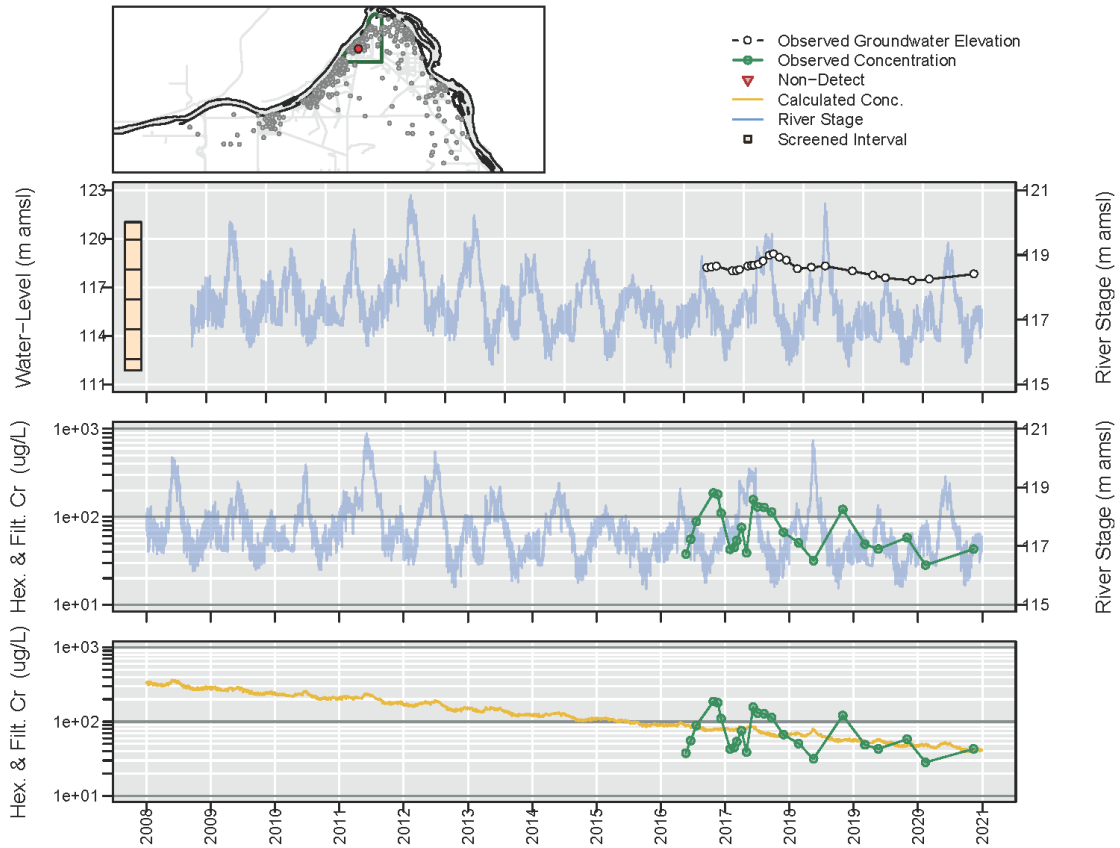 Observed Groundwater Elevation
Observed Concentration
Non−Detect
Calculated Conc.
River Stage
Screened Interval
Water−Level (m amsl)
123
120
117
114
111
121
119
117
115
River Stage (m amsl)
Hex. & Filt. Cr (ug/L)
1e+03
1e+02
1e+01
121
119
117
115
River Stage (m amsl)
Hex. & Filt. Cr (ug/L)
1e+03
1e+02
1e+01
2008
2009
2010
2011
2012
2013
2014
2015
2016
2017
2018
2019
2020
2021